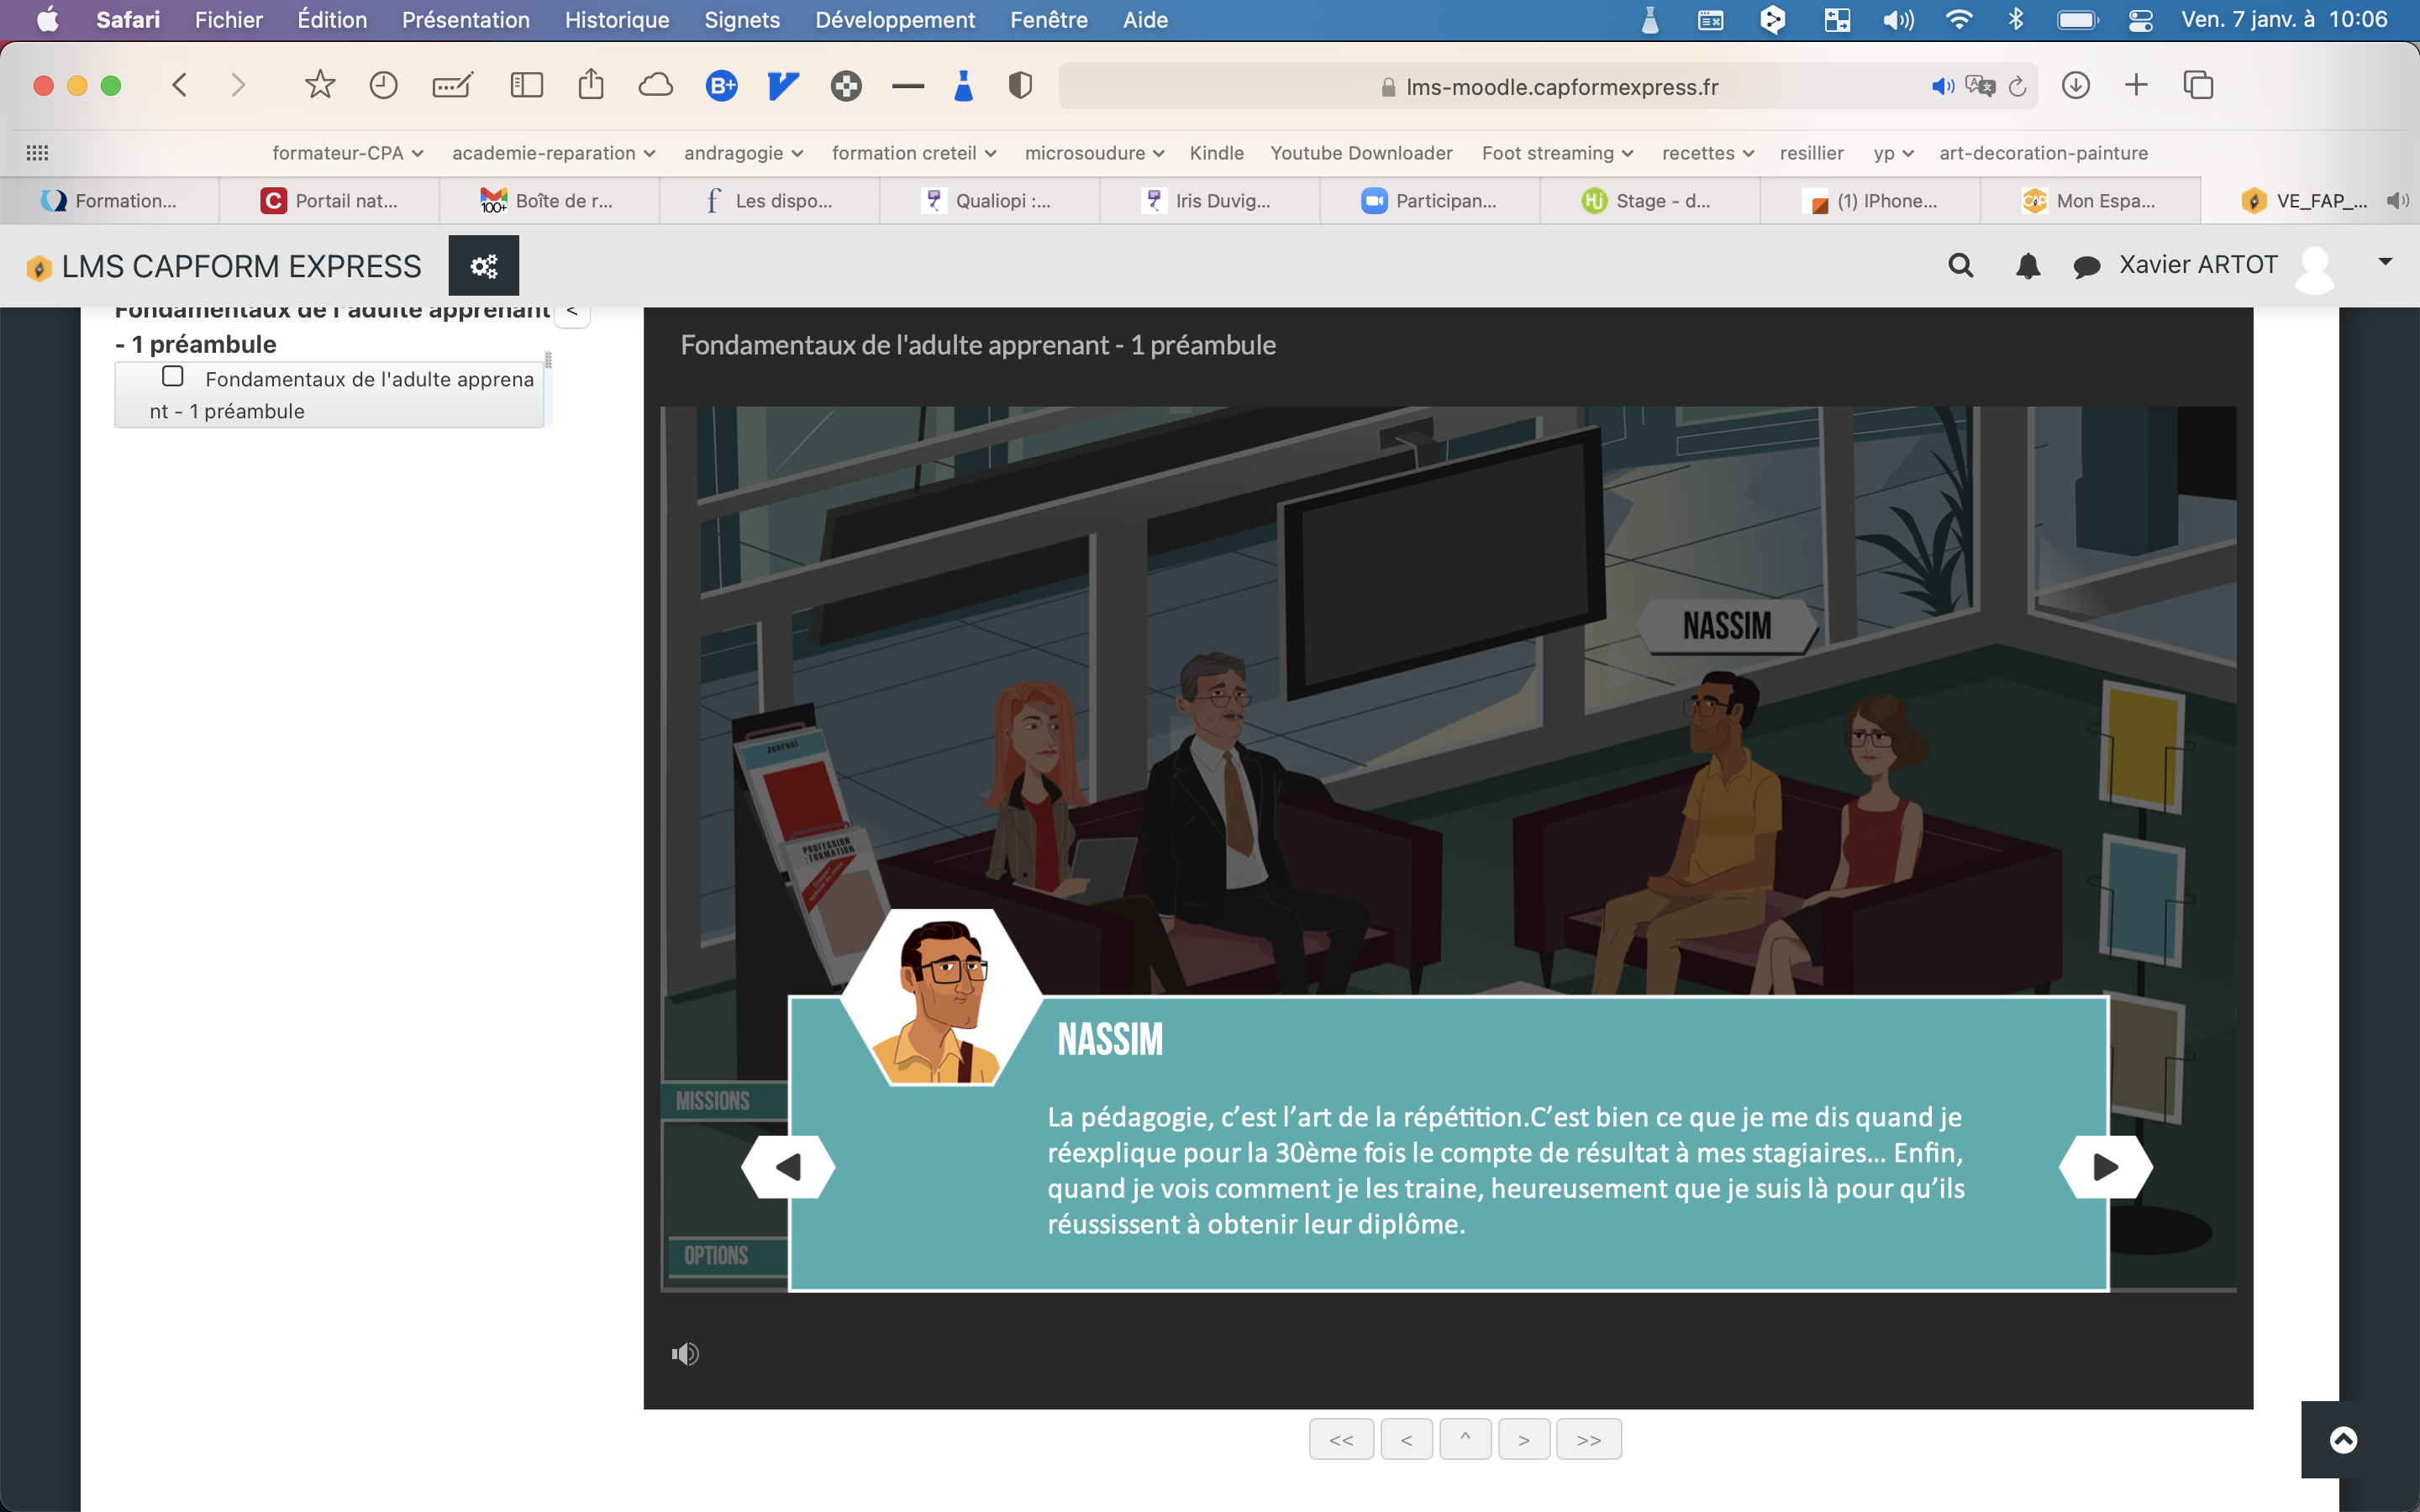 Safari Fichier Édition Présentation Historique Signets Développement Fenêtre Aide Ven. 7 janv. à 10:06
B+ lms-moodle.capformexpress.fr
formateur-CPA academie-reparation andragogie formation creteil microsoudure Kindle Youtube Downloader Foot streaming recettes resillier yp art-decoration-painture
Formation... Portail nat... 100+ Boîte de r... Les dispo... Qualiopi :... Iris Duvig... Participan... Stage - d... (1) IPhone... Mon Espa... VE_FAP_...
LMS CAPFORM EXPRESS Xavier ARTOT
Fondamentaux de l'adulte apprenant <
- 1 préambule
Fondamentaux de l'adulte apprena
nt - 1 préambule
Fondamentaux de l'adulte apprenant - 1 préambule
NASSIM
Journal
PROFESSION
:FORMATION
NASSIM
La pédagogie, c’est l’art de la répétition.C’est bien ce que je me dis quand je
réexplique pour la 30ème fois le compte de résultat à mes stagiaires... Enfin,
quand je vois comment je les traine, heureusement que je suis là pour qu’ils
réussissent à obtenir leur diplôme.
MISSIONS
OPTIONS
<< < ^ > >>